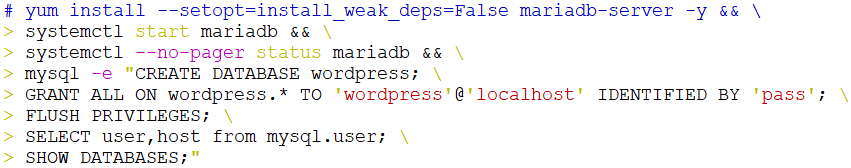 # yum install --setopt=install_weak_deps=False mariadb-server -y && \
> systemctl start mariadb && \
> systemctl --no-pager status mariadb && \
> mysql -e "CREATE DATABASE wordpress; \
> GRANT ALL ON wordpress.* TO 'wordpress'@'localhost' IDENTIFIED BY 'pass'; \
> FLUSH PRIVILEGES; \
> SELECT user,host from mysql.user; \
> SHOW DATABASES;"